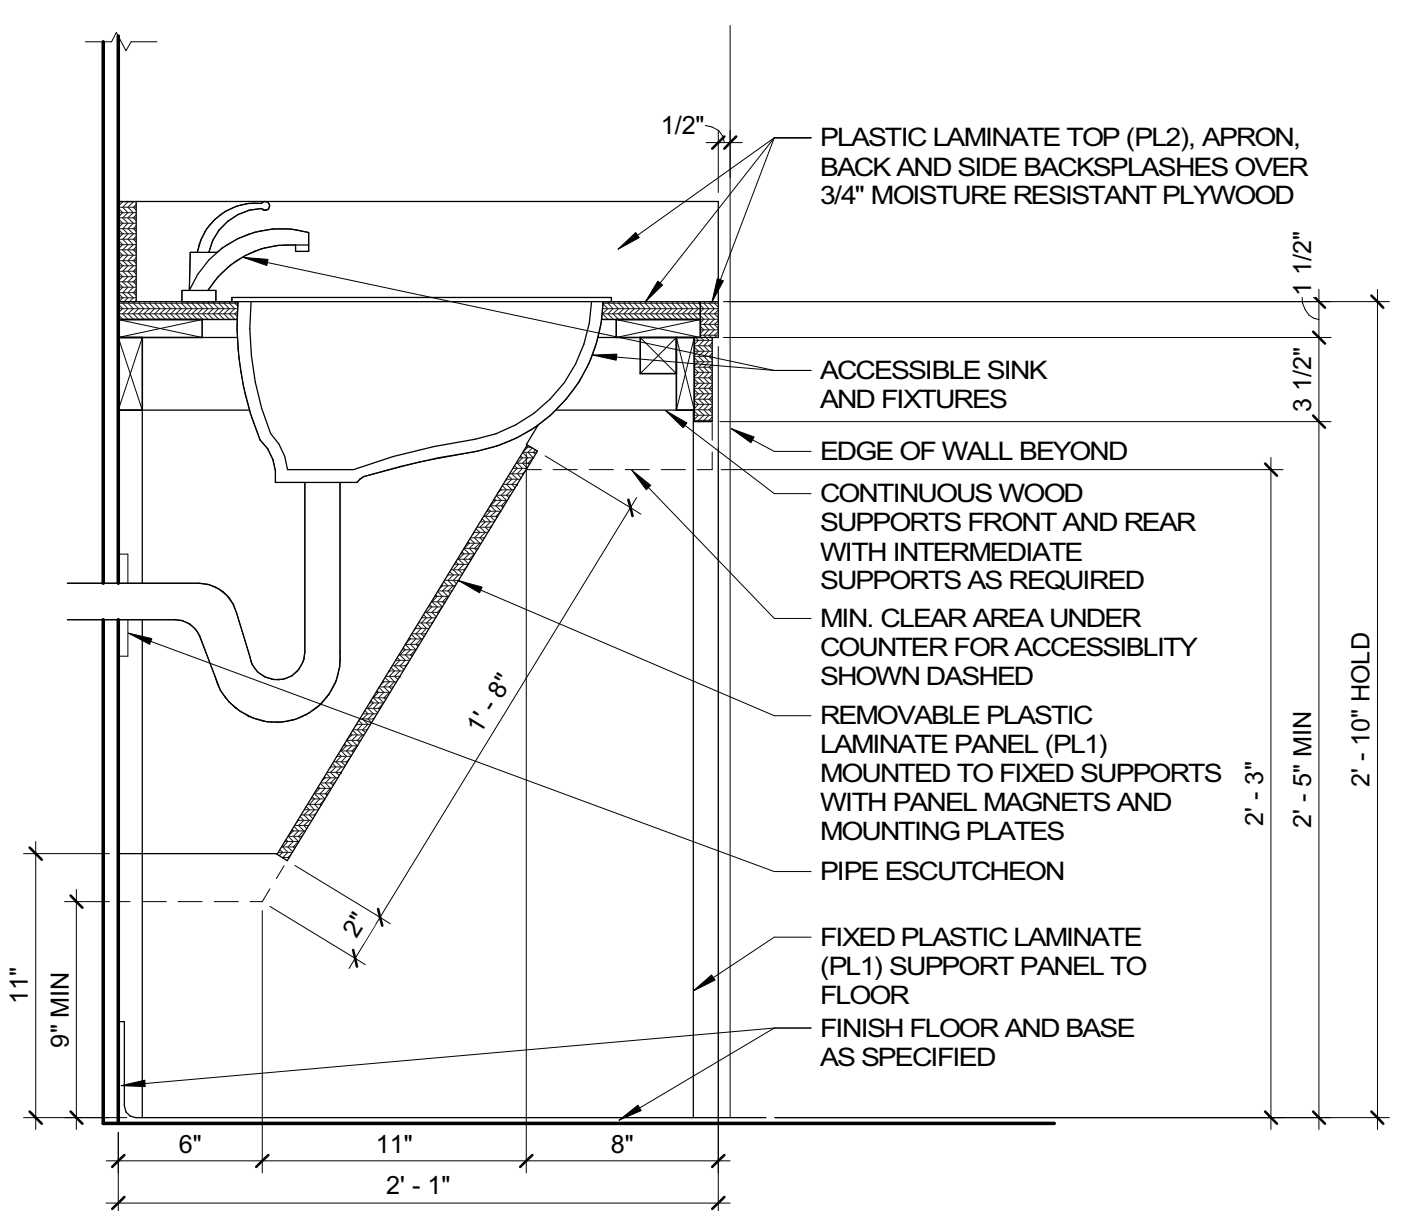 1/2"
PLASTIC LAMINATE TOP (PL2), APRON,
BACK AND SIDE BACKSPLASHES OVER
3/4" MOISTURE RESISTANT PLYWOOD
1 1/2"
3 1/2"
ACCESSIBLE SINK
AND FIXTURES
EDGE OF WALL BEYOND
CONTINUOUS WOOD
SUPPORTS FRONT AND REAR
WITH INTERMEDIATE
SUPPORTS AS REQUIRED
MIN. CLEAR AREA UNDER
COUNTER FOR ACCESSIBLITY
SHOWN DASHED
REMOVABLE PLASTIC
LAMINATE PANEL (PL1)
MOUNTED TO FIXED SUPPORTS
WITH PANEL MAGNETS AND
MOUNTING PLATES
PIPE ESCUTCHEON
FIXED PLASTIC LAMINATE
(PL1) SUPPORT PANEL TO
FLOOR
FINISH FLOOR AND BASE
AS SPECIFIED
1' - 8"
2"
2' - 3"
2' - 5" MIN
2' - 10" HOLD
11"
9" MIN
6"
11"
8"
2' - 1"